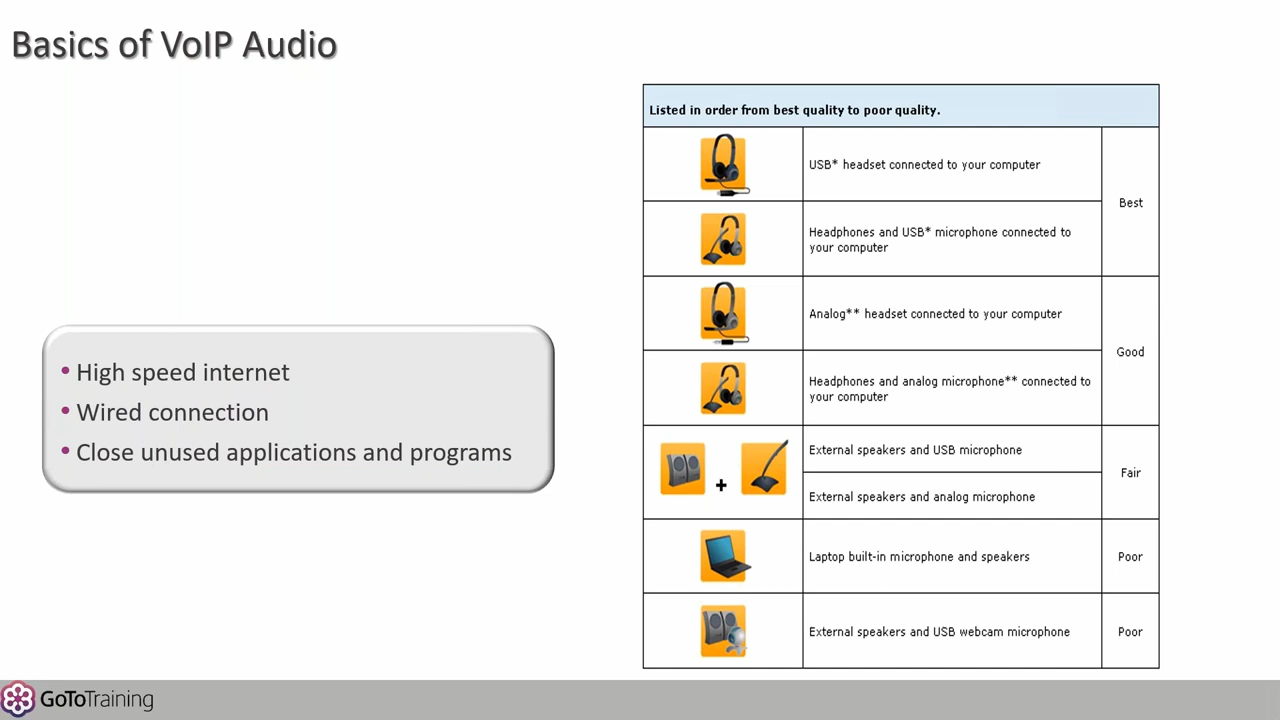 Basics of VoIP Audio
• High speed internet
• Wired connection
• Close unused applications and programs
Listed in order from best quality to poor quality.
USB* headset connected to your computer
Headphones and USB* microphone connected to
your computer
Best
Analog** headset connected to your computer
Headphones and analog microphone** connected to
your computer
Good
+
External speakers and USB microphone
External speakers and analog microphone
Fair
Laptop built-in microphone and speakers
Poor
External speakers and USB webcam microphone
Poor
GoToTraining